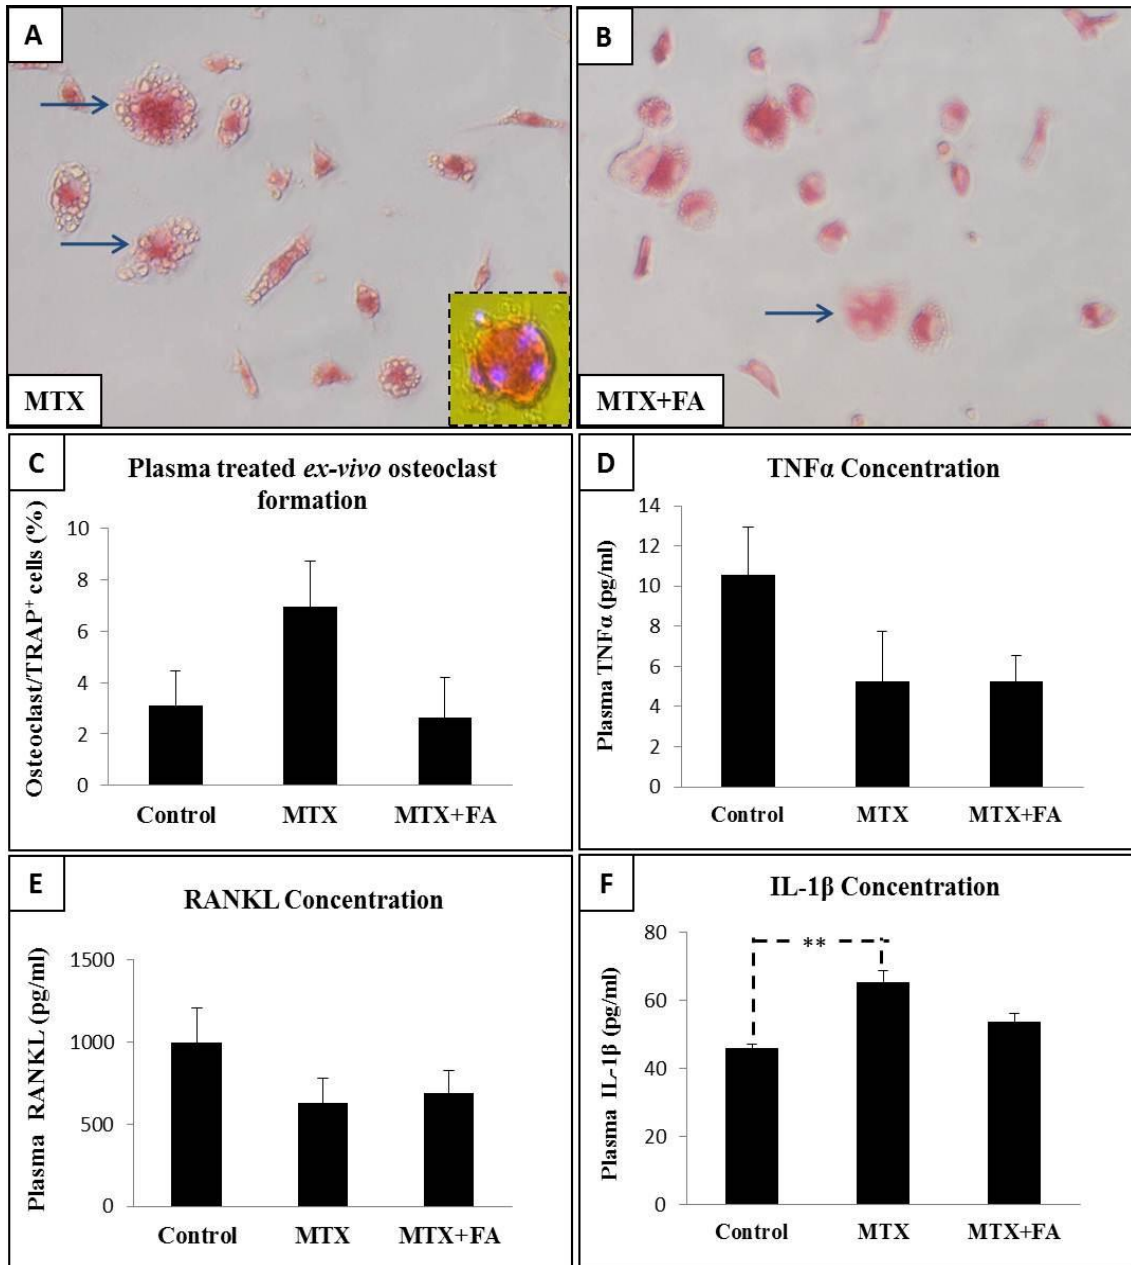 A
B
MTX
MTX+FA
C
Plasma treated ex-vivo osteoclast
formation
Osteoclast/TRAP⁺ cells (%)
10
8
6
4
2
0
Control
MTX
MTX+FA
D
TNFα Concentration
Plasma TNFα (pg/ml)
14
12
10
8
6
4
2
0
Control
MTX
MTX+FA
E
RANKL Concentration
Plasma RANKL (pg/ml)
1500
1000
500
0
Control
MTX
MTX+FA
F
IL-1β Concentration
Plasma IL-1β (pg/ml)
80
60
40
20
0
**
Control
MTX
MTX+FA